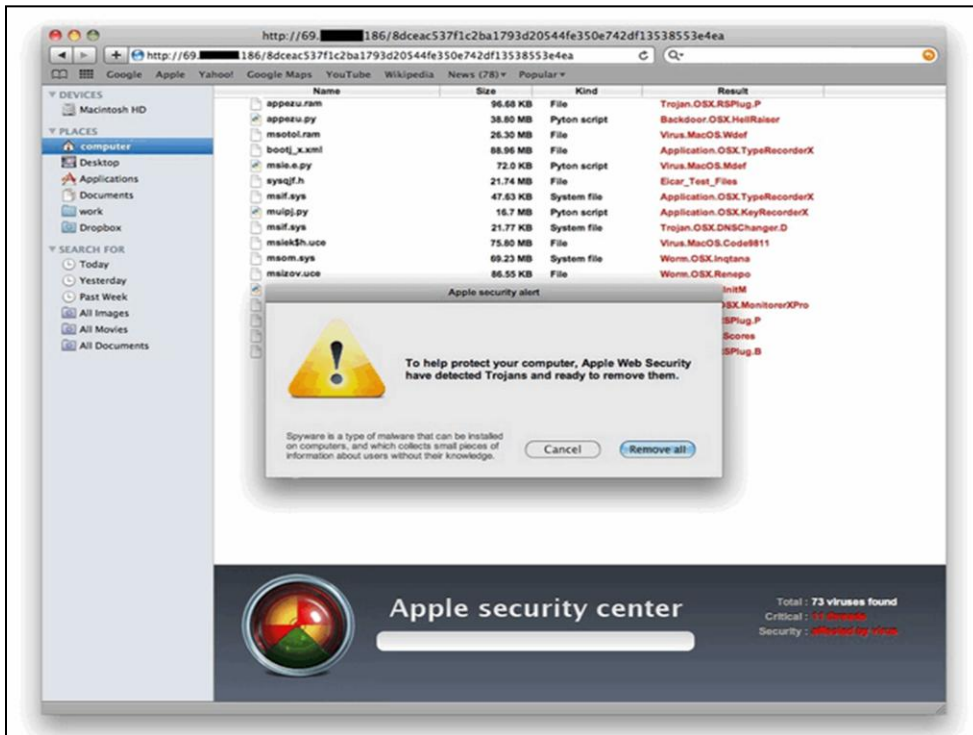 http://69. 186/8dceac537f1c2ba1793d20544fe350e742df13538553e4ea
http://69. 186/8dceac537f1c2ba1793d20544fe350e742df13538553e4ea
Google Apple Yahoo! Google Maps YouTube Wikipedia News (78) Popular
DEVICES
Macintosh HD
PLACES
computer
Desktop
Applications
Documents
work
Dropbox
SEARCH FOR
Today
Yesterday
Past Week
All Images
All Movies
All Documents
Name Size Kind Result
appezu.ram 96.68 KB File Trojan.OSX.RSPlug.P
appezu.py 38.80 MB Pyton script Backdoor.OSX.HellRaiser
msotol.ram 26.30 MB File Virus.MacOS.Wdef
bootj_x.xml 88.96 MB File Application.OSX.TypeRecorderX
msie.e.py 72.0 KB Pyton script Virus.MacOS.Mdef
sysqjf.h 21.74 MB File Eicar_Test_Files
msif.sys 47.63 KB System file Application.OSX.TypeRecorderX
muipj.py 16.7 MB Pyton script Application.OSX.KeyRecorderX
msif.sys 21.77 KB System file Trojan.OSX.DNSChanger.D
msiek$h.uce 75.80 MB File Virus.MacOS.Code9811
msom.sys 69.23 MB System file Worm.OSX.Inqtana
msizov.uce 86.55 KB File Worm.OSX.Renepo
InitM
OSX.MonitorerXPro
RSPlug.P
Scores
RSPlug.B
Apple security alert
To help protect your computer, Apple Web Security
have detected Trojans and ready to remove them.
Spyware is a type of malware that can be installed
on computers, and which collects small pieces of
information about users without their knowledge.
Cancel Remove all
Apple security center
Total : 73 viruses found
Critical : 11 threads
Security : affected by virus